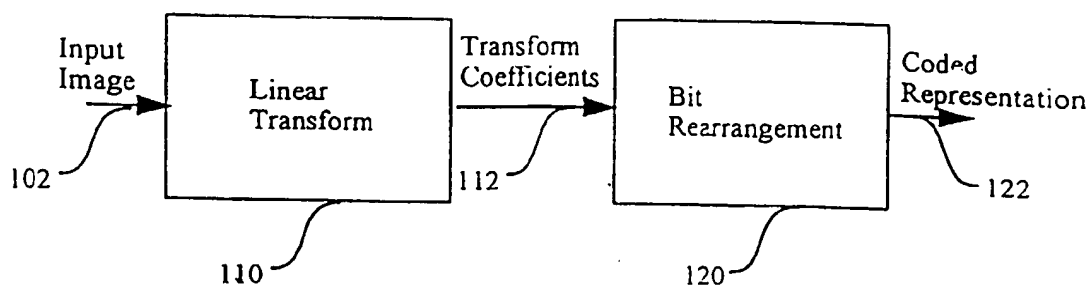 Input
Image
Linear
Transform
Transform
Coefficients
Bit
Rearrangement
Coded
Representation
102
112
122
110
120